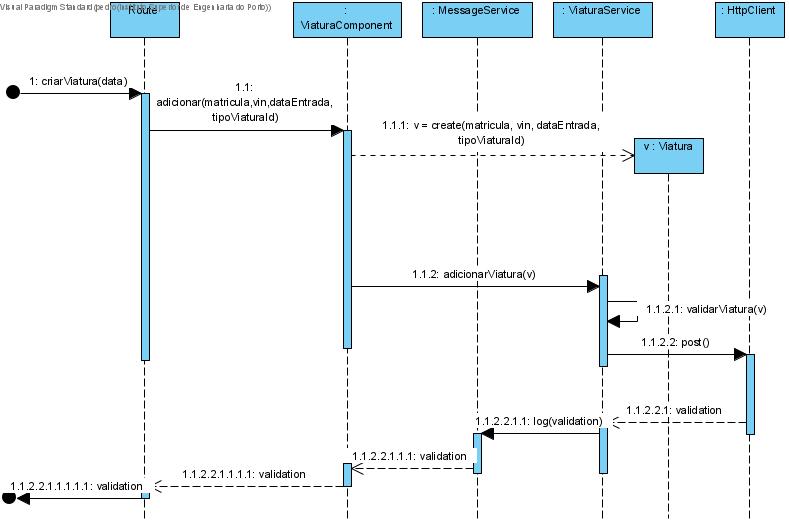 Visual Paradigm Standard(pedro(Instituto Superior de Engenharia do Porto))
Route
:
ViaturaComponent
: MessageService
: ViaturaService
: HttpClient
1: criarViatura(data)
1.1:
adicionar(matricula,vin,dataEntrada,
tipoViaturaId)
1.1.1: v = create(matricula, vin, dataEntrada,
tipoViaturaId)
v : Viatura
1.1.2: adicionarViatura(v)
1.1.2.1: validarViatura(v)
1.1.2.2: post()
1.1.2.2.1: validation
1.1.2.2.1.1: log(validation)
1.1.2.2.1.1.1: validation
1.1.2.2.1.1.1.1: validation
1.1.2.2.1.1.1.1.1: validation